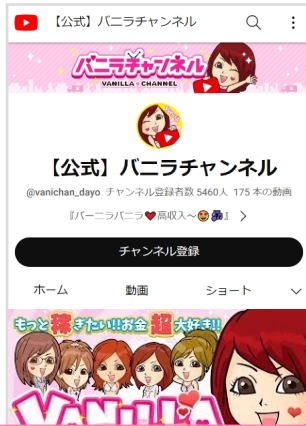 【公式】バニラチャンネル
バニラチャンネル
VANILLA・CHANNEL
【公式】バニラチャンネル
@vanichan_dayo チャンネル登録者数 5460人 175 本の動画
『バーニラバニラ❤️高収入～🤩💏』 >
チャンネル登録
ホーム 動画 ショート
もっと稼ぎたい!!お金超大好き!!
VANILLA